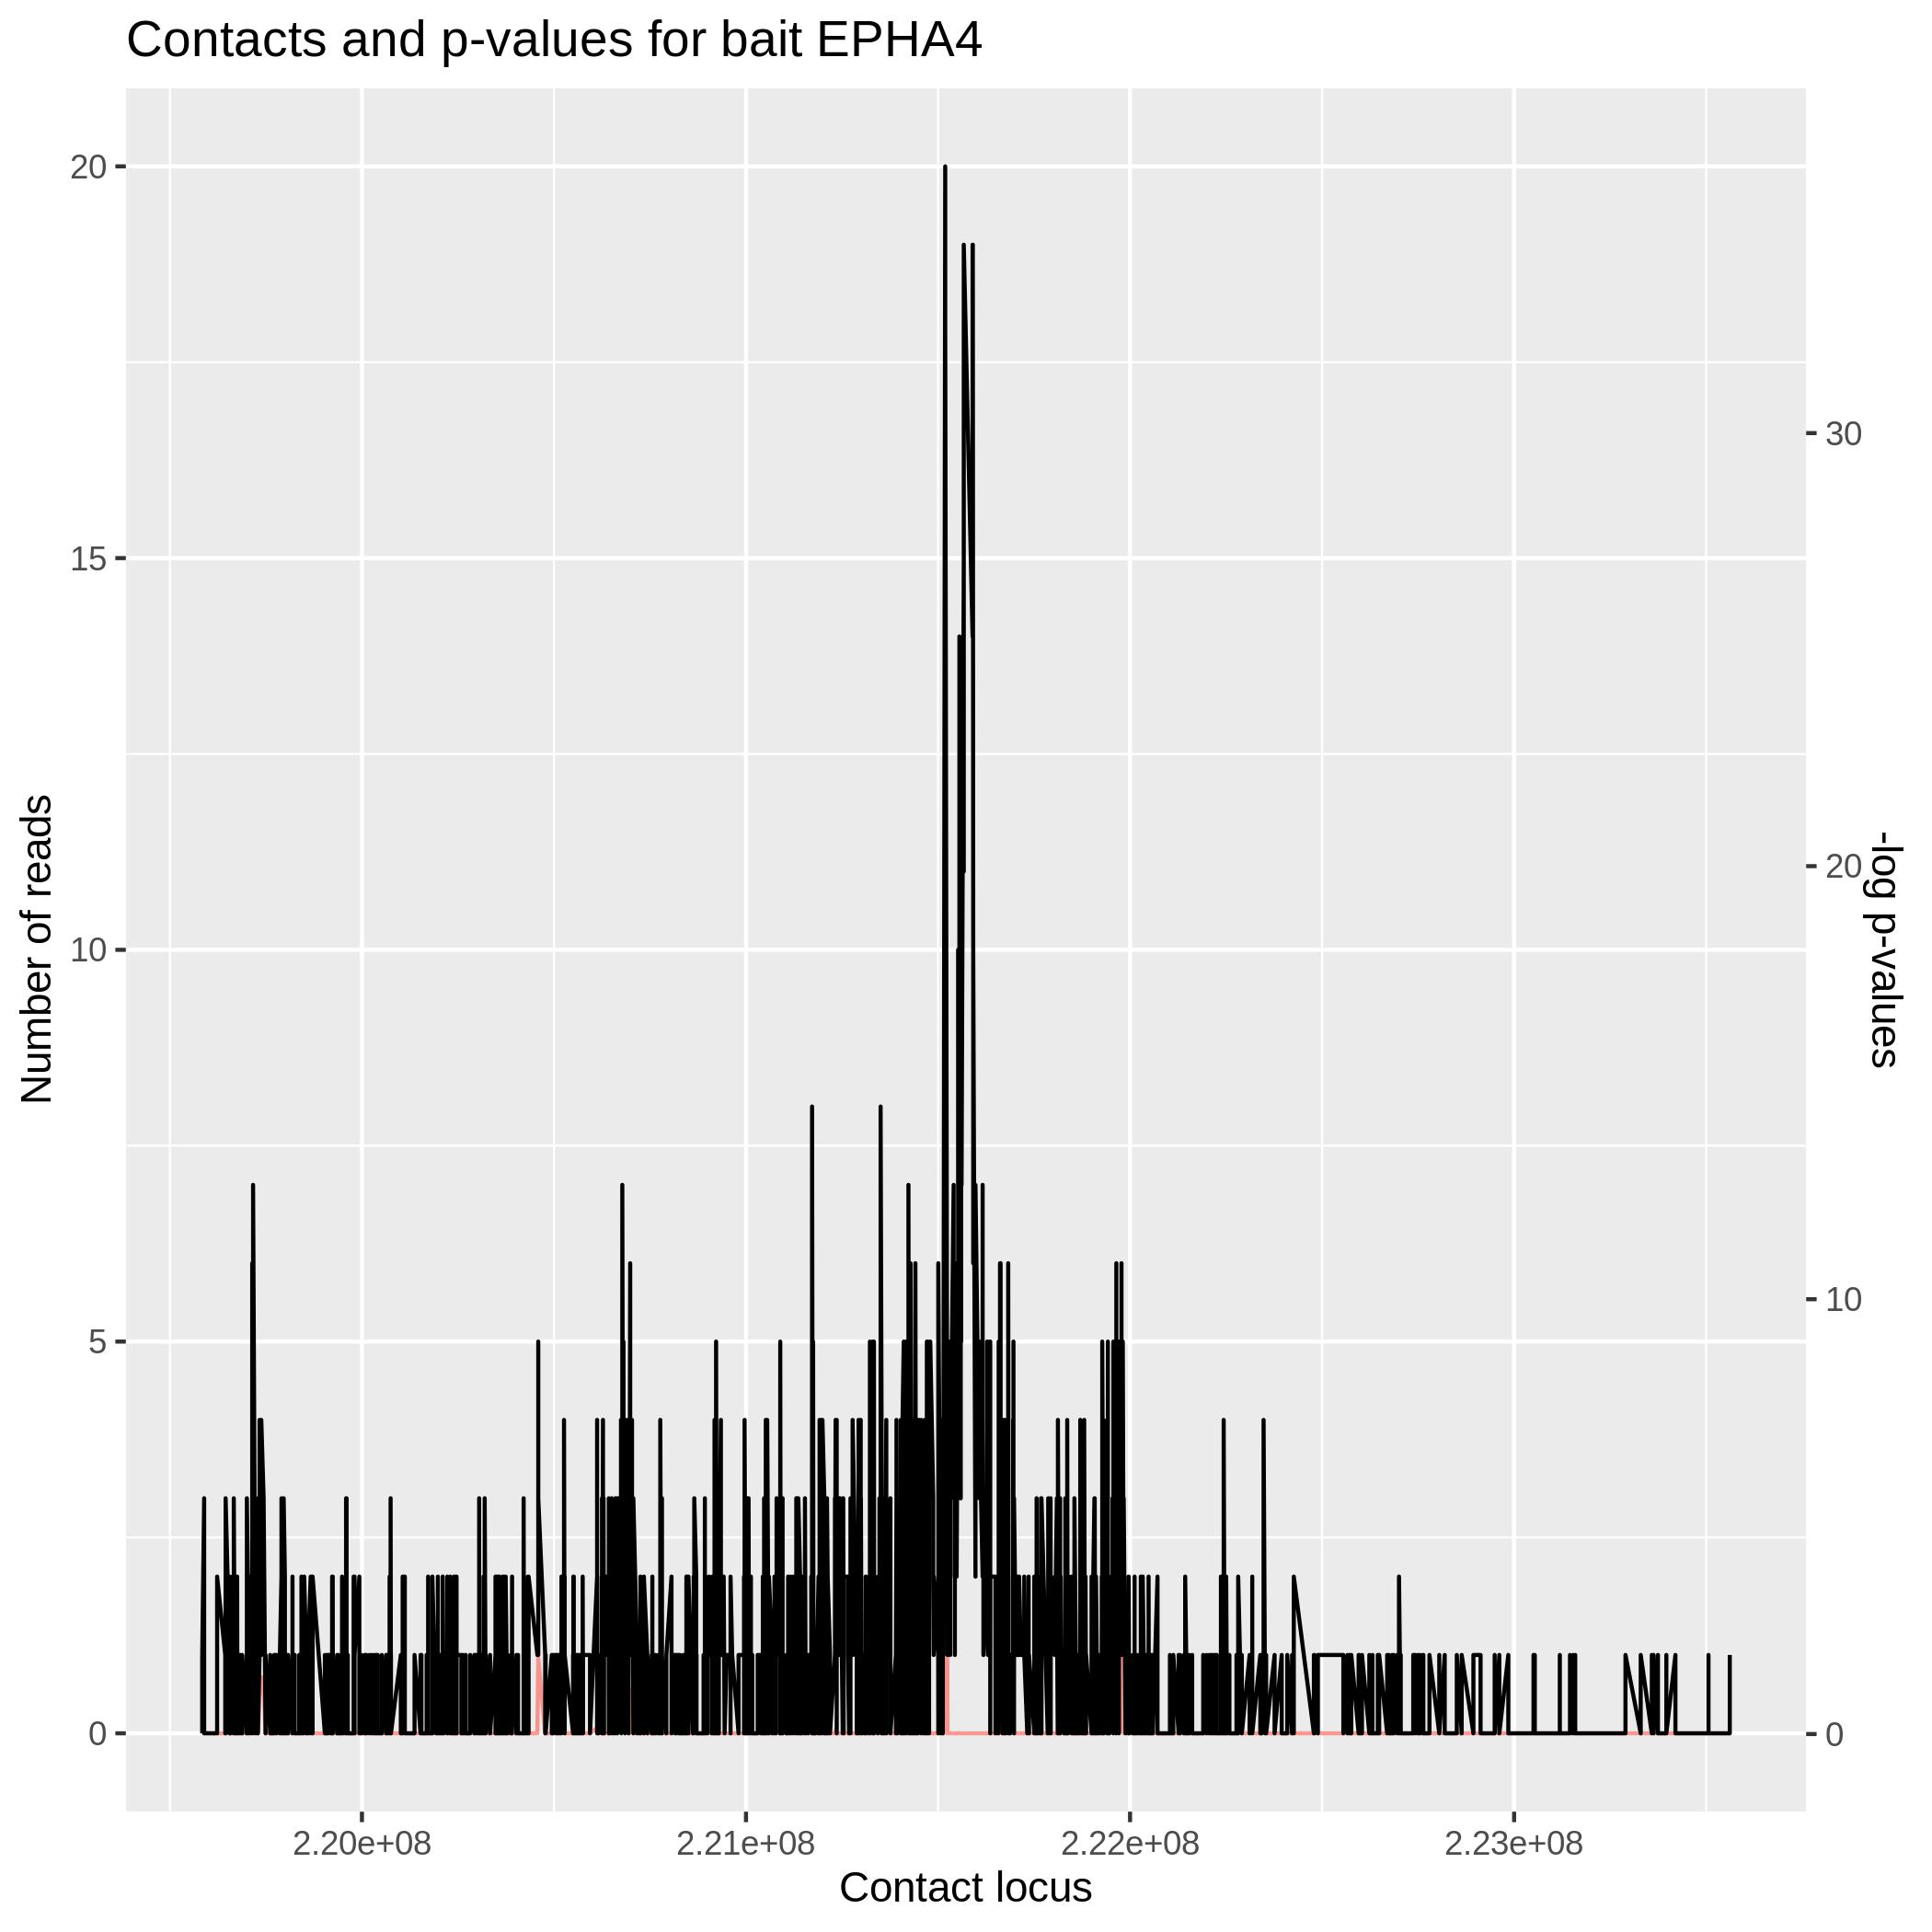 Contacts and p-values for bait EPHA4
20
15
10
5
0
Number of reads
30
20
10
0
-log p-values
2.20e+08 2.21e+08 2.22e+08 2.23e+08
Contact locus